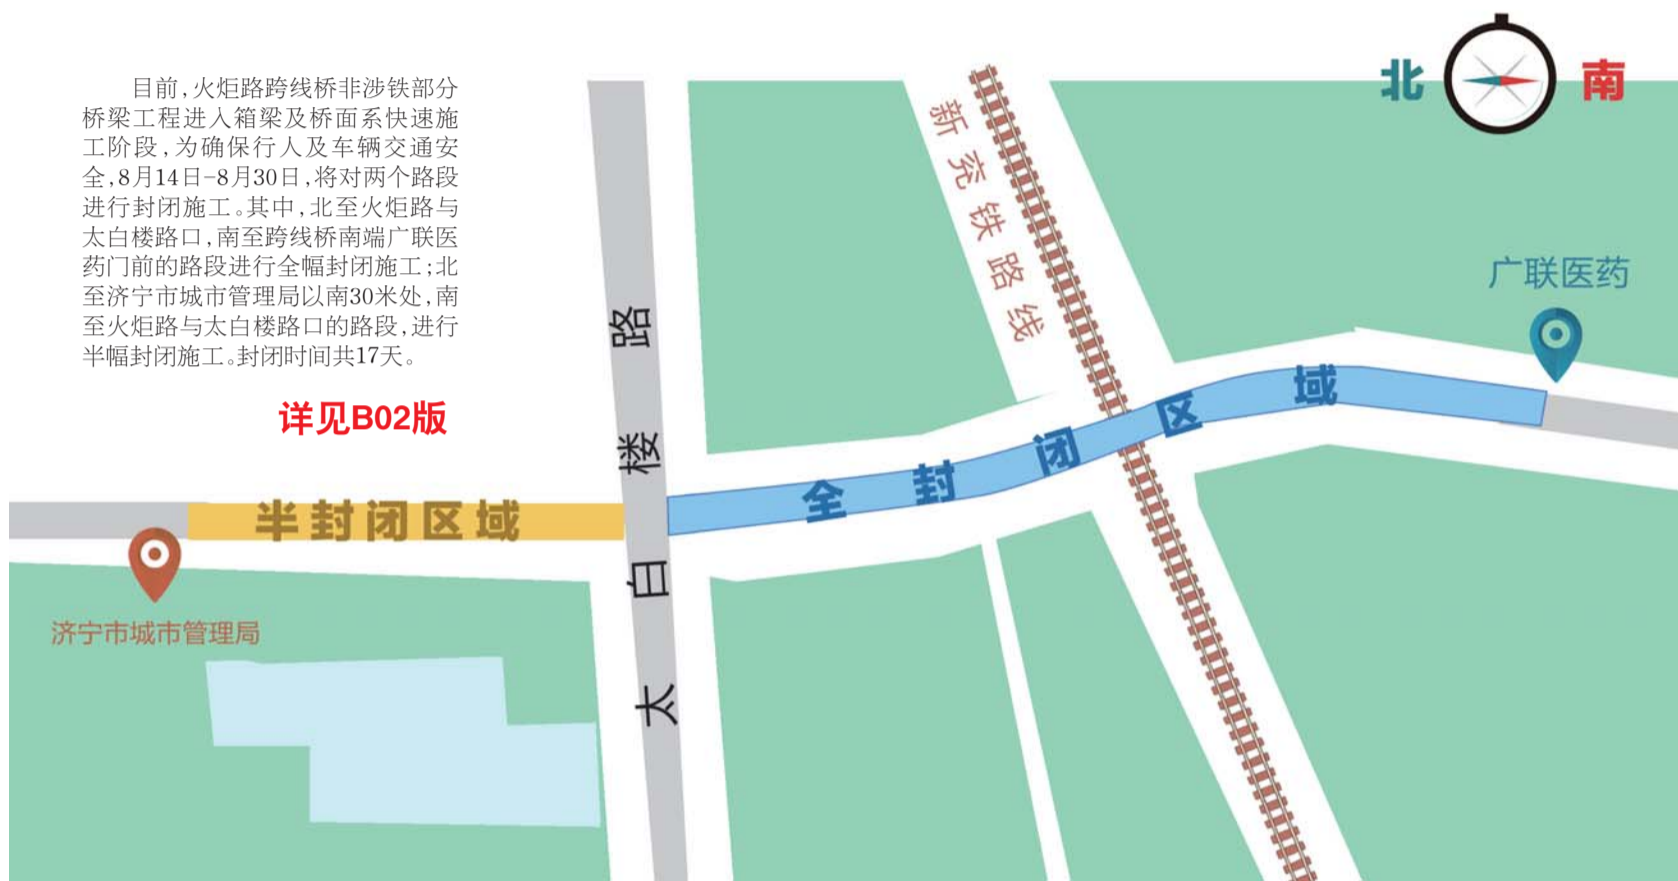 目前,火炬路跨线桥非涉铁部分
桥梁工程进入箱梁及桥面系快速施
工阶段,为确保行人及车辆交通安
全,8月14日-8月30日,将对两个路段
进行封闭施工。其中,北至火炬路与
太白楼路口,南至跨线桥南端广联医
药门前的路段进行全幅封闭施工;北
至济宁市城市管理局以南30米处,南
至火炬路与太白楼路口的路段,进行
半幅封闭施工。封闭时间共17天。
详见B02版
北
南
新兖铁路线
广联医药
太白楼路
全封闭区域
半封闭区域
济宁市城市管理局